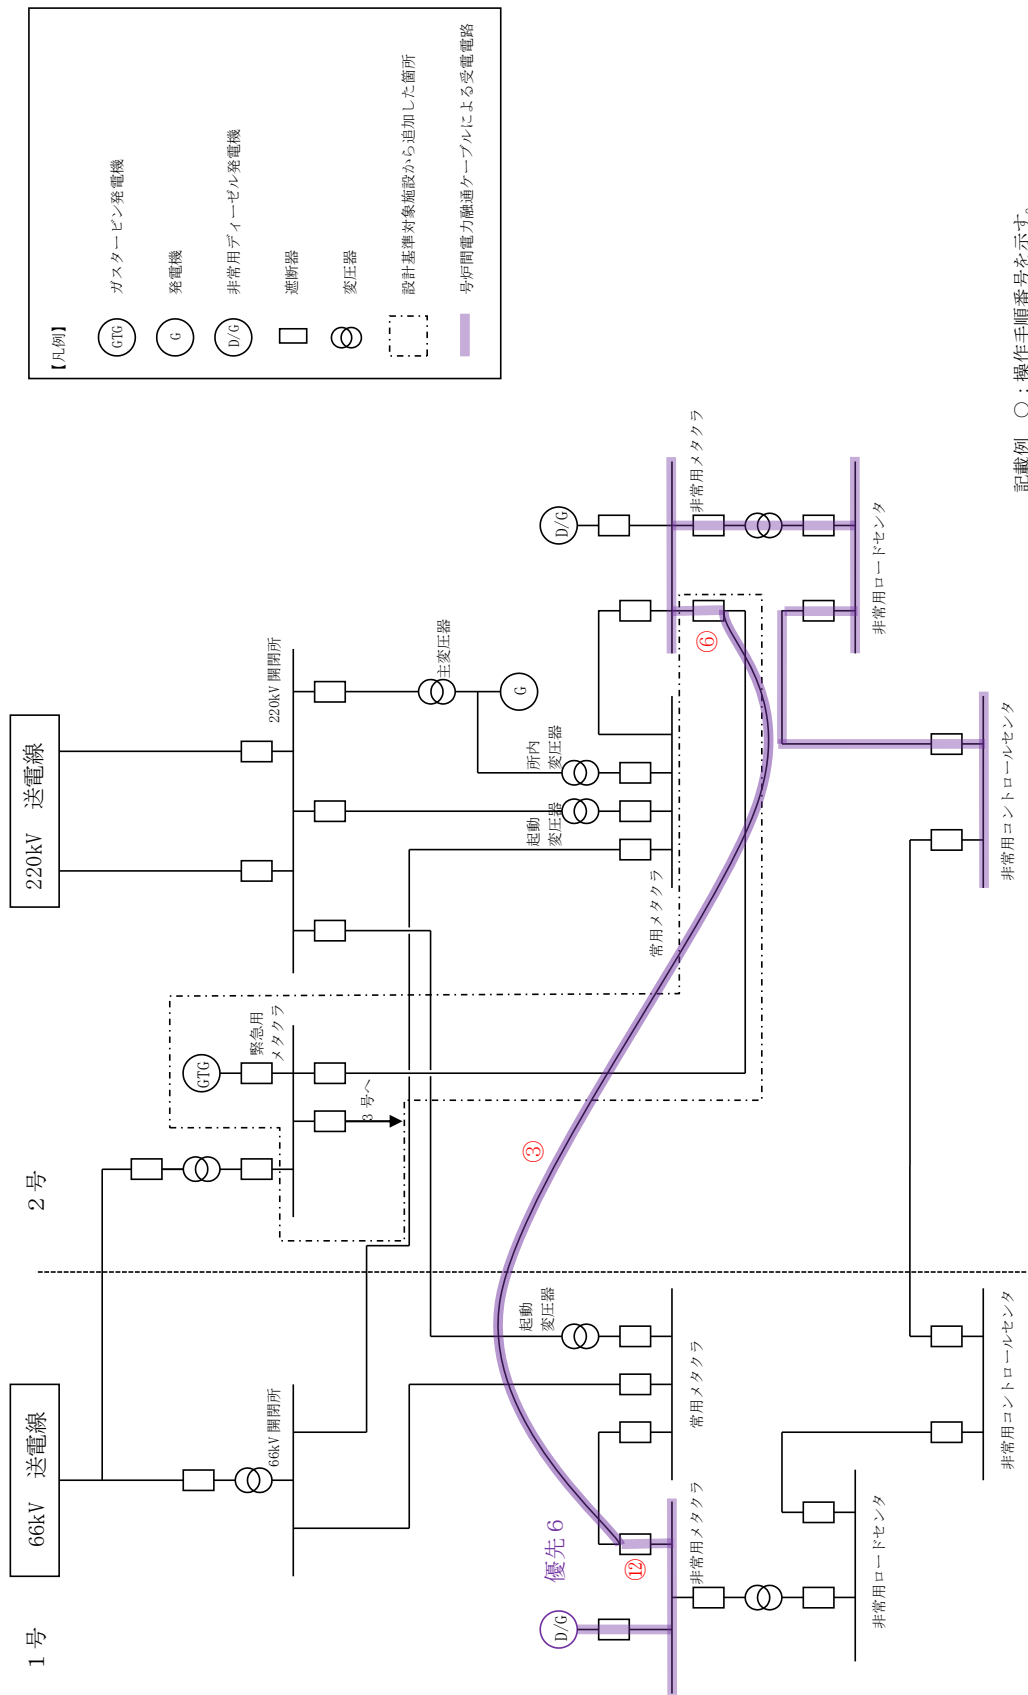 1号
2号
66kV 送電線
220kV 送電線
66kV 開閉所
220kV 開閉所
GTG
緊急用
メタクラ
3号へ
主変圧器
G
所内
変圧器
起動
変圧器
常用メタクラ
起動
変圧器
常用メタクラ
優先6
D/G
⑫
非常用メタクラ
③
⑥
D/G
非常用メタクラ
非常用ロードセンタ
非常用ロードセンタ
非常用コントロールセンタ
非常用コントロールセンタ
【凡例】
GTG ガスタービン発電機
G 発電機
D/G 非常用ディーゼル発電機
遮断器
変圧器
設計基準対象施設から追加した箇所
号炉間電力融通ケーブルによる受電電路
記載例 ○：操作手順番号を示す。